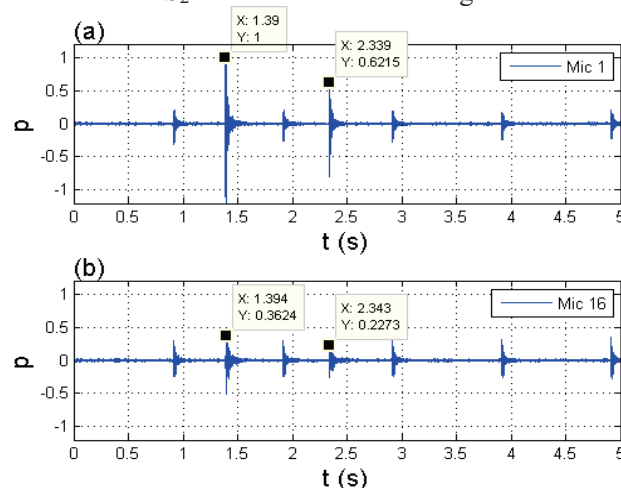 (a)
X: 1.39
Y: 1
X: 2.339
Y: 0.6215
Mic 1
1
0.5
0
-0.5
-1
p
0 0.5 1 1.5 2 2.5 3 3.5 4 4.5 5
t (s)
(b)
X: 1.394
Y: 0.3624
X: 2.343
Y: 0.2273
Mic 16
1
0.5
0
-0.5
-1
p
0 0.5 1 1.5 2 2.5 3 3.5 4 4.5 5
t (s)